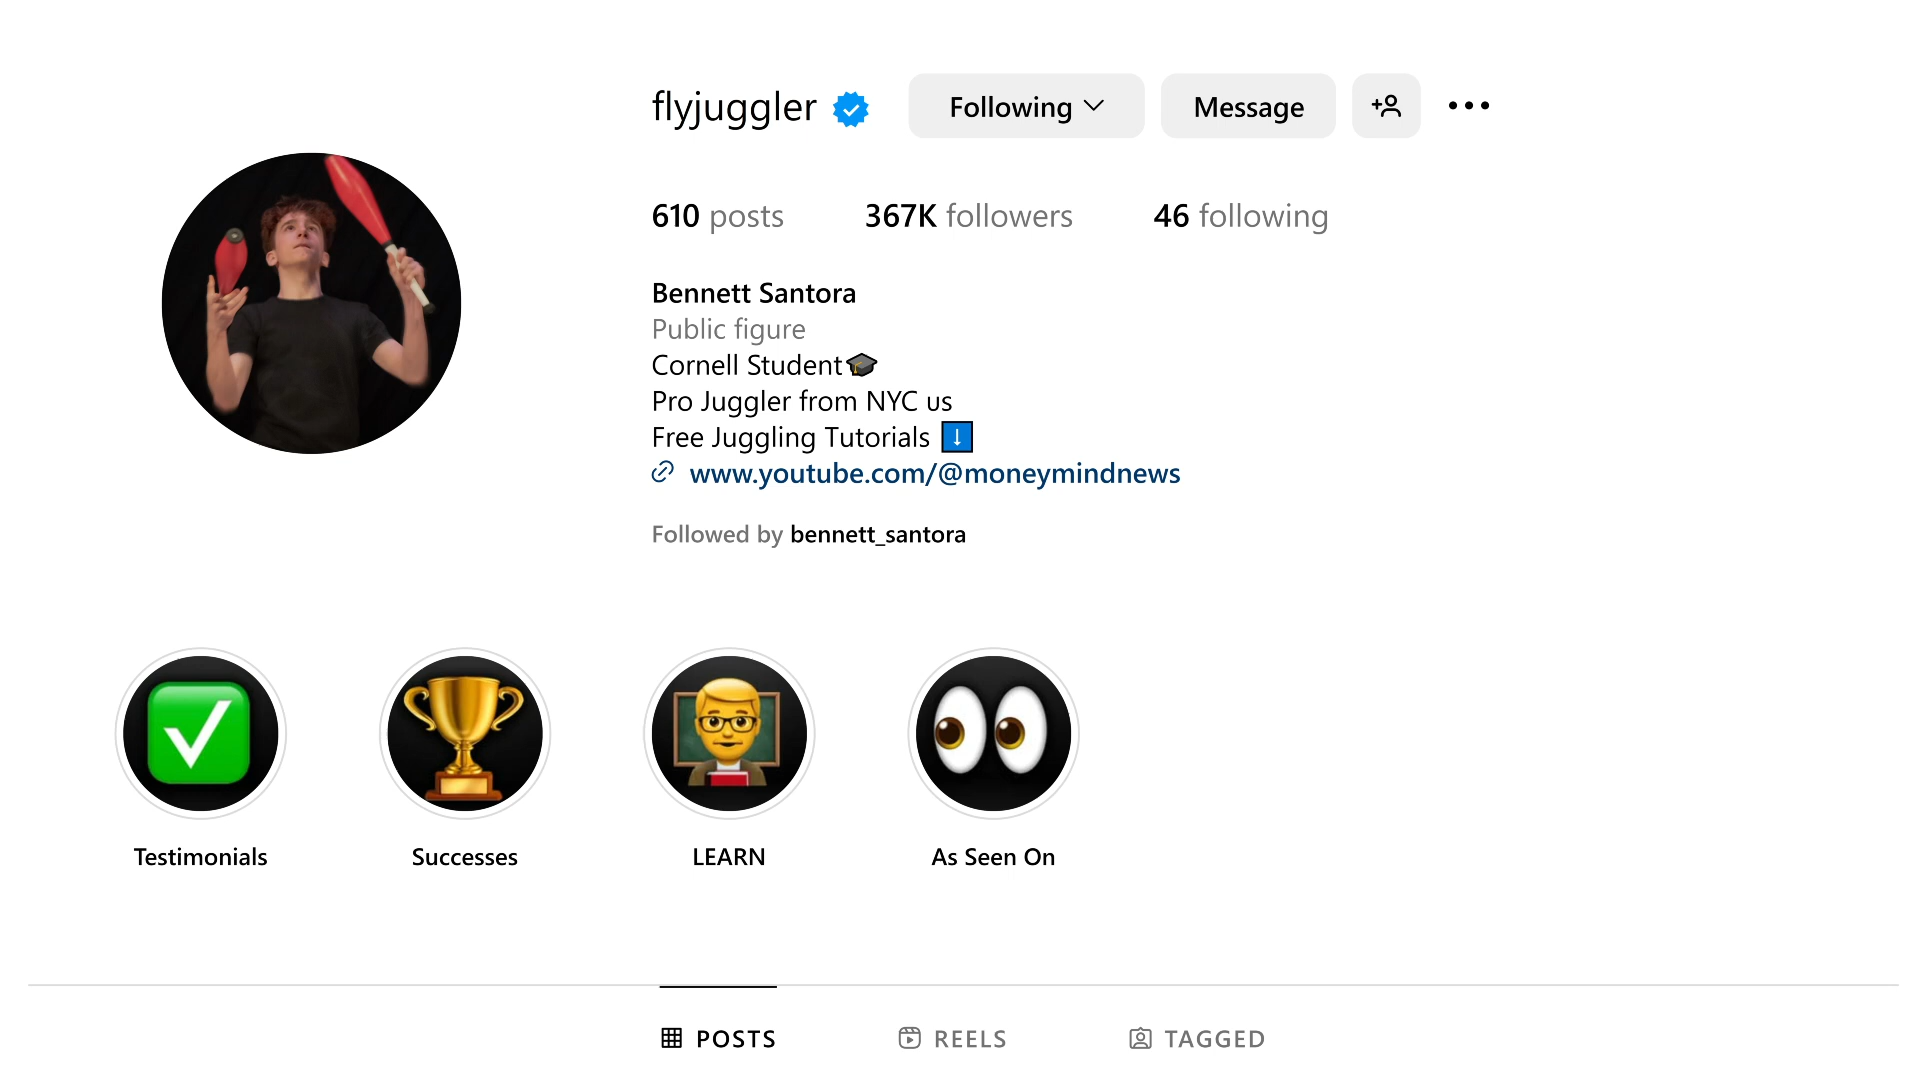 flyjuggler Following Message
610 posts 367K followers 46 following
Bennett Santora
Public figure
Cornell Student🎓
Pro Juggler from NYC us
Free Juggling Tutorials ⬇️
www.youtube.com/@moneymindnews
Followed by bennett_santora
Testimonials Successes LEARN As Seen On
POSTS REELS TAGGED